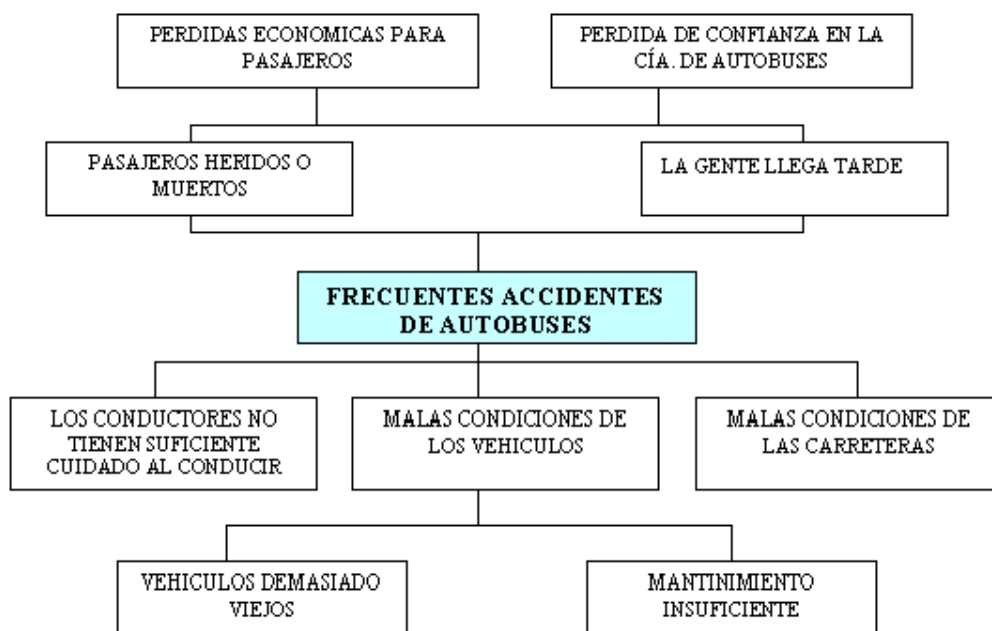 PERDIDAS ECONOMICAS PARA
PASAJEROS
PERDIDA DE CONFIANZA EN LA
CÍA. DE AUTOBUSES
PASAJEROS HERIDOS O
MUERTOS
LA GENTE LLEGA TARDE
FRECUENTES ACCIDENTES
DE AUTOBUSES
LOS CONDUCTORES NO
TIENEN SUFICIENTE
CUIDADO AL CONDUCIR
MALAS CONDICIONES DE
LOS VEHICULOS
MALAS CONDICIONES DE
LAS CARRETERAS
VEHICULOS DEMASIADO
VIEJOS
MANTINIMIENTO
INSUFICIENTE